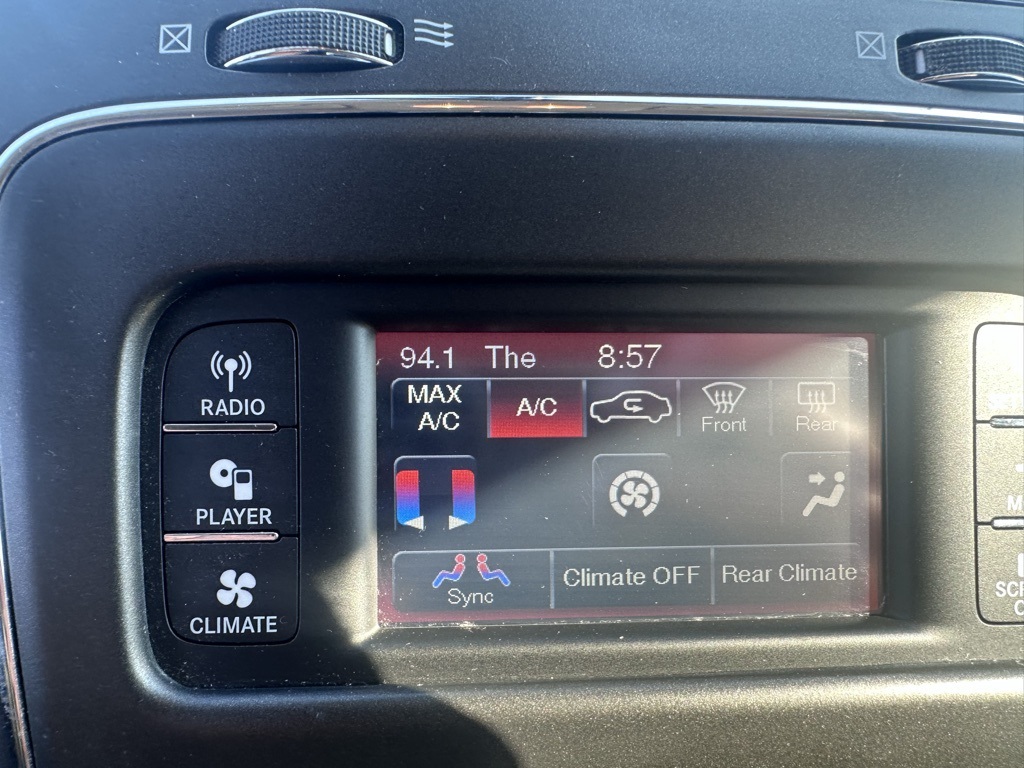 94.1 The 8:57
MAX
A/C
A/C
Front
Rear
RADIO
PLAYER
CLIMATE
Sync
Climate OFF
Rear Climate